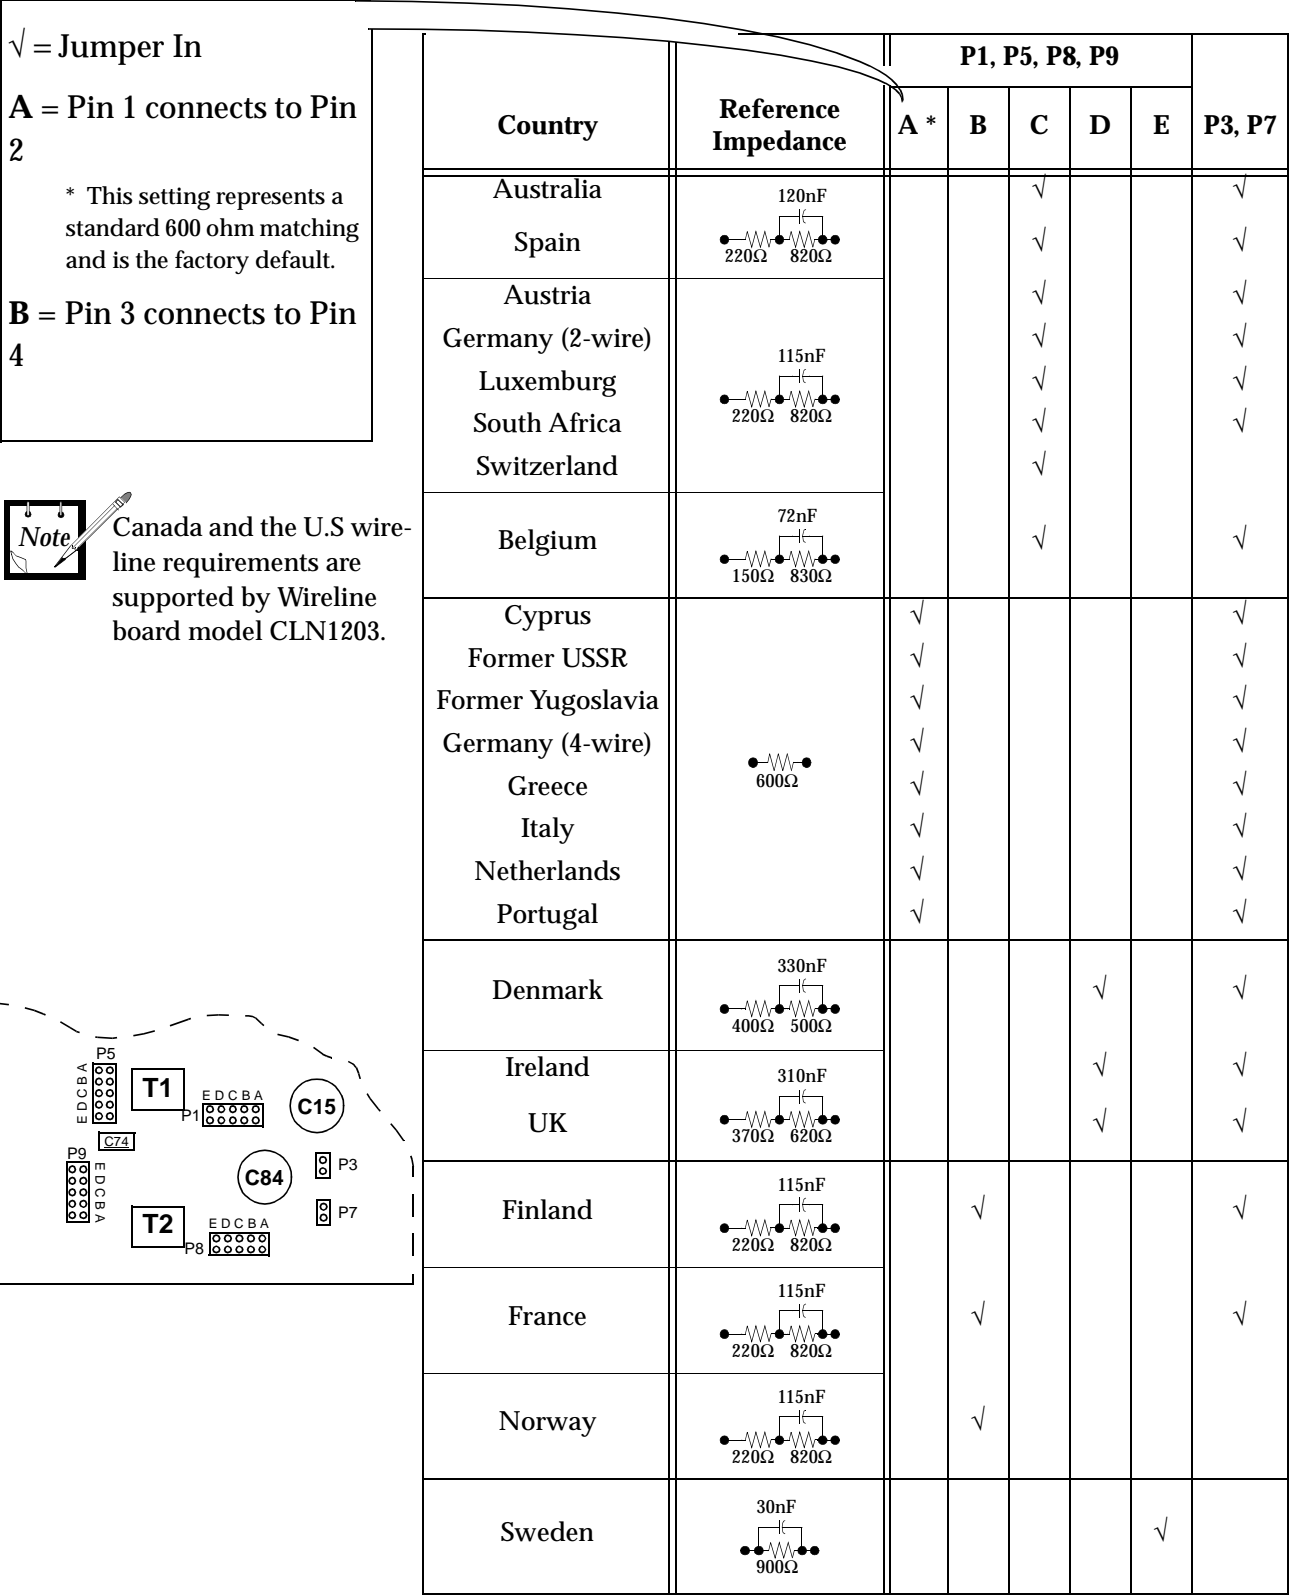 √ = Jumper In
A = Pin 1 connects to Pin
2
* This setting represents a
standard 600 ohm matching
and is the factory default.
B = Pin 3 connects to Pin
4
Note
Canada and the U.S wire-
line requirements are
supported by Wireline
board model CLN1203.
P5
E D C B A
T1
P1
E D C B A
C15
C74
P9
E D C B A
C84
P3
P7
T2
E D C B A
P8
P1, P5, P8, P9
Country Reference Impedance A * B C D E P3, P7
Australia √ √
120nF
Spain √ √
220Ω 820Ω
Austria √ √
Germany (2-wire) √ √
115nF
Luxemburg √ √
220Ω 820Ω
South Africa √ √
Switzerland √
72nF
Belgium √ √
150Ω 830Ω
Cyprus √ √
Former USSR √ √
Former Yugoslavia √ √
Germany (4-wire) √ √
600Ω
Greece √ √
Italy √ √
Netherlands √ √
Portugal √ √
330nF
Denmark √ √
400Ω 500Ω
Ireland √ √
310nF
UK √ √
370Ω 620Ω
115nF
Finland √ √
220Ω 820Ω
115nF
France √ √
220Ω 820Ω
115nF
Norway √
220Ω 820Ω
30nF
Sweden √
900Ω